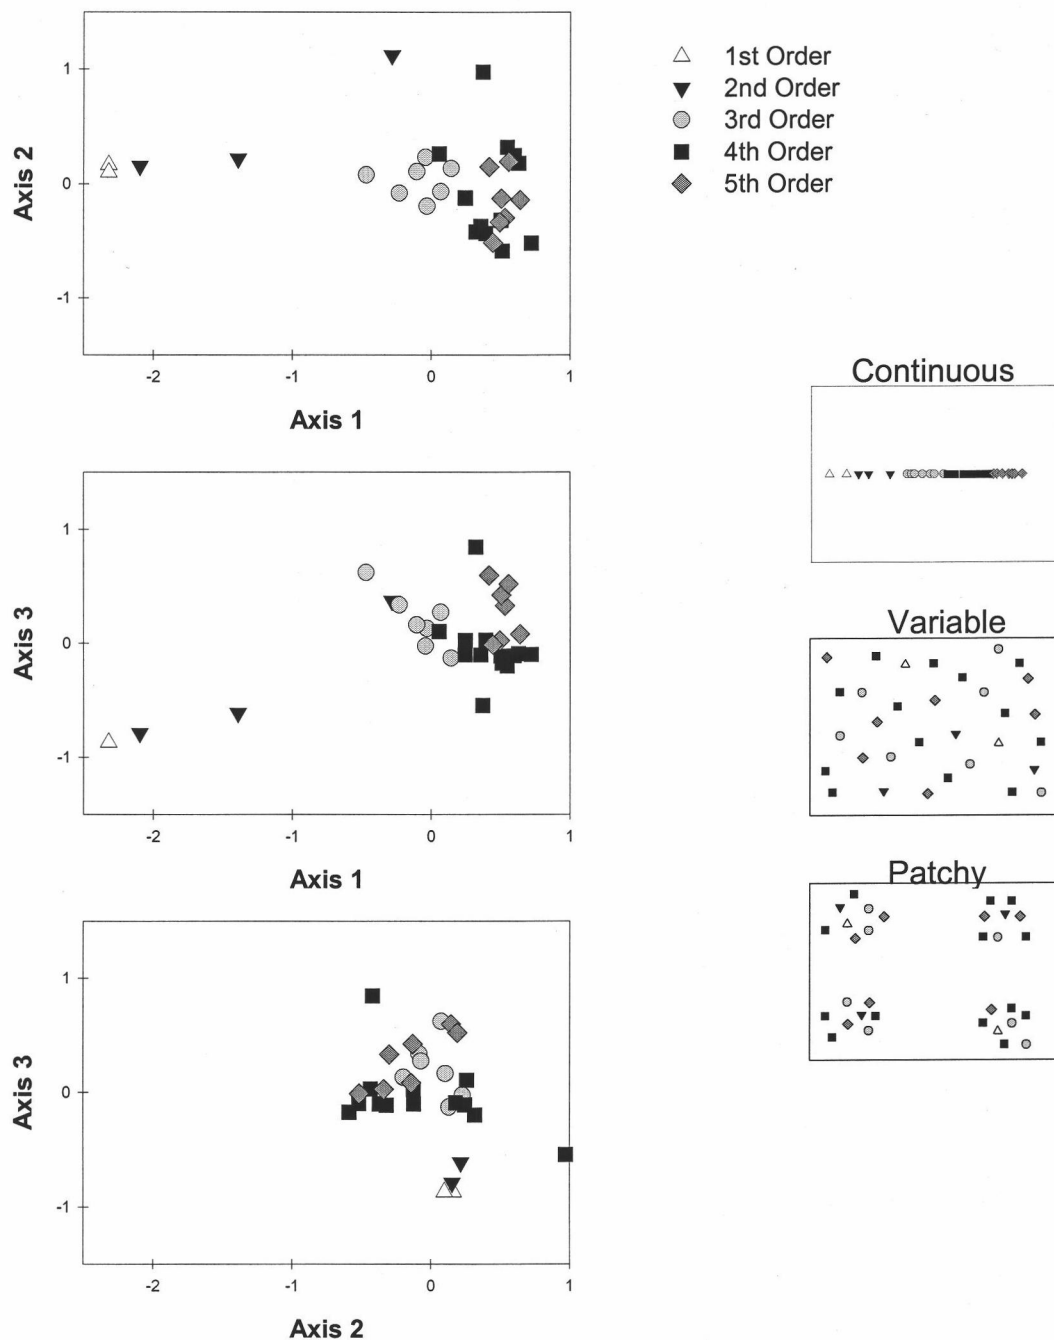 1
0
-1
Axis 2
-2
-1
0
1
Axis 1
1st Order
2nd Order
3rd Order
4th Order
5th Order
1
0
-1
Axis 3
-2
-1
0
1
Axis 1
Continuous
Variable
Patchy
1
0
-1
Axis 3
-2
-1
0
1
Axis 2